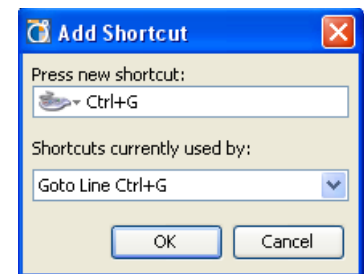 Add Shortcut
Press new shortcut:
Ctrl+G
Shortcuts currently used by:
Goto Line Ctrl+G
OK Cancel